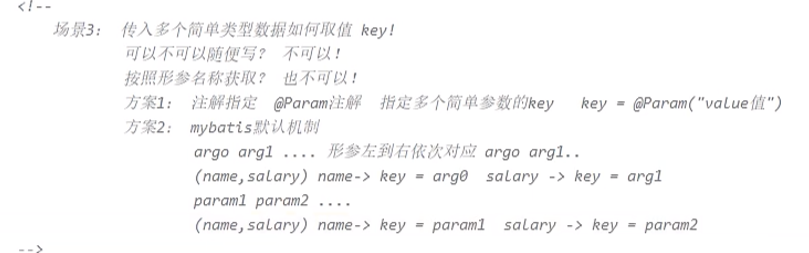 <!--
场景3： 传入多个简单类型数据如何取值 key!
可以不可以随便写？ 不可以！
按照形参名称获取？ 也不可以！
方案1： 注解指定 @Param注解 指定多个简单参数的key key = @Param("value值")
方案2： mybatis默认机制
argo arg1 .... 形参左到右依次对应 argo arg1..
(name,salary) name-> key = arg0 salary -> key = arg1
param1 param2 ....
(name,salary) name-> key = param1 salary -> key = param2
-->